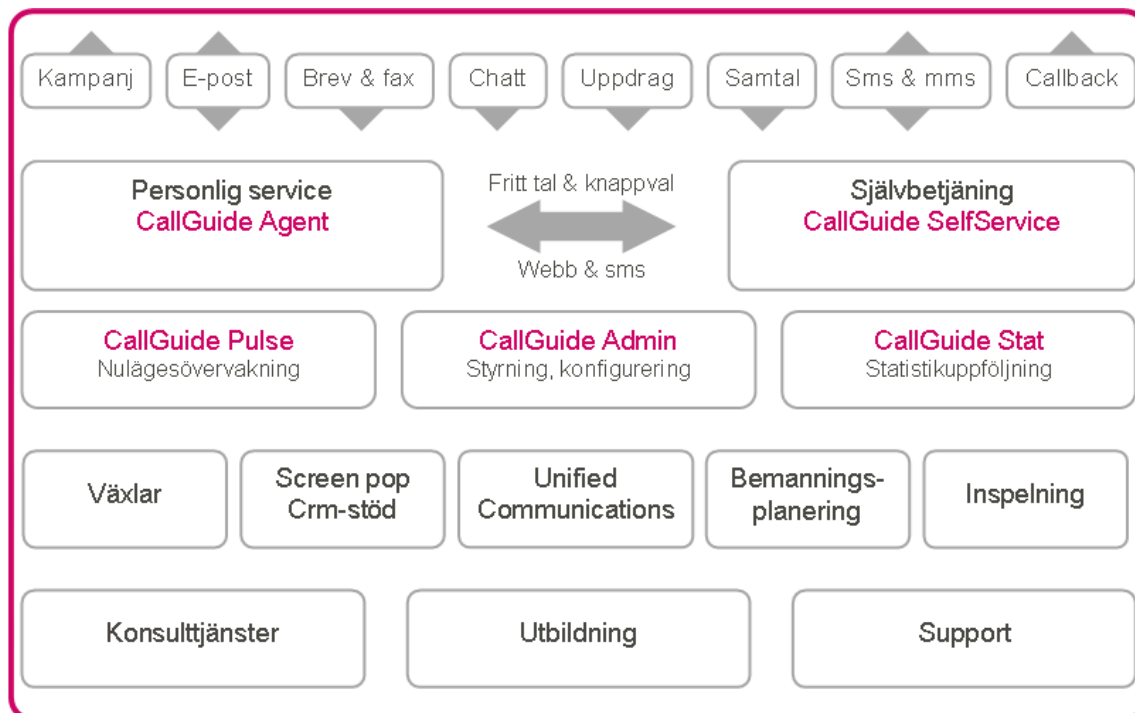 Kampanj
E-post
Brev & fax
Chatt
Uppdrag
Samtal
Sms & mms
Callback
Personlig service
CallGuide Agent
Fritt tal & knappval
Webb & sms
Självbetjäning
CallGuide SelfService
CallGuide Pulse
Nulägesövervakning
CallGuide Admin
Styrning, konfigurering
CallGuide Stat
Statistikuppföljning
Växlar
Screen pop
Crm-stöd
Unified
Communications
Bemannings-
planering
Inspelning
Konsulttjänster
Utbildning
Support